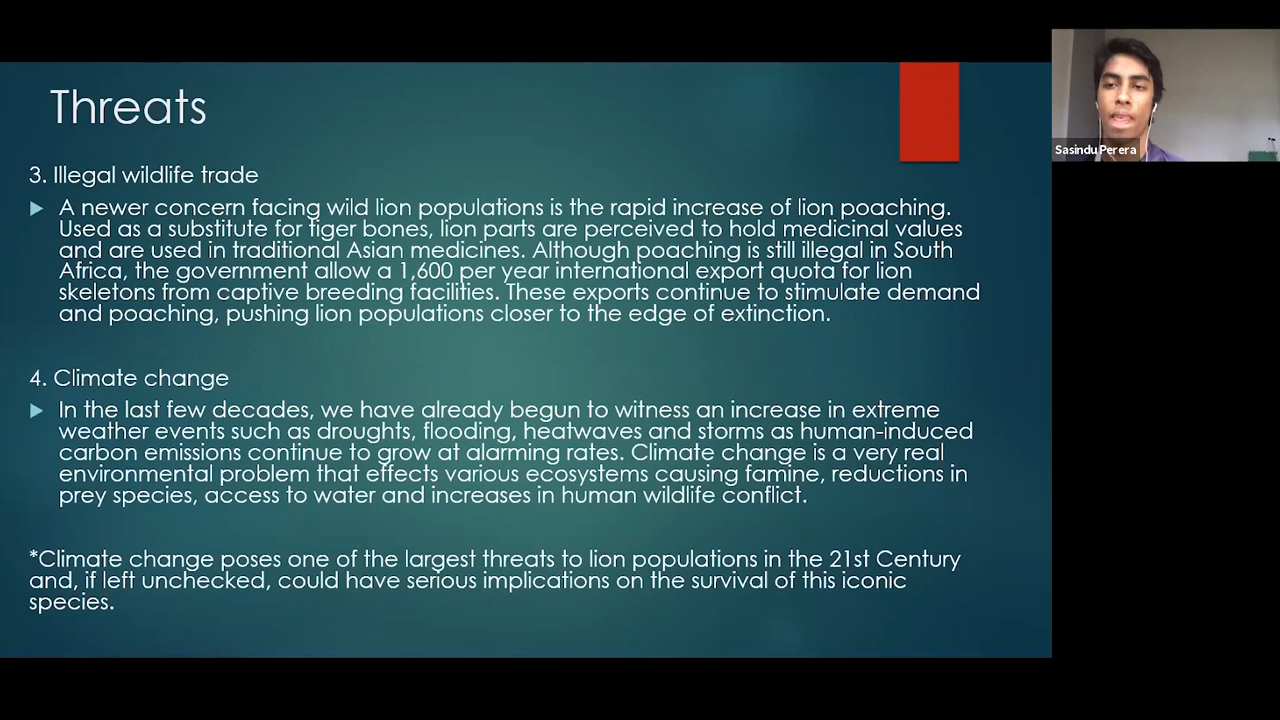 Threats
3. Illegal wildlife trade
A newer concern facing wild lion populations is the rapid increase of lion poaching.
Used as a substitute for tiger bones, lion parts are perceived to hold medicinal values
and are used in traditional Asian medicines. Although poaching is still illegal in South
Africa, the government allow a 1,600 per year international export quota for lion
skeletons from captive breeding facilities. These exports continue to stimulate demand
and poaching, pushing lion populations closer to the edge of extinction.
4. Climate change
In the last few decades, we have already begun to witness an increase in extreme
weather events such as droughts, flooding, heatwaves and storms as human-induced
carbon emissions continue to grow at alarming rates. Climate change is a very real
environmental problem that effects various ecosystems causing famine, reductions in
prey species, access to water and increases in human wildlife conflict.
*Climate change poses one of the largest threats to lion populations in the 21st Century
and, if left unchecked, could have serious implications on the survival of this iconic
species.
Sasindu Perera